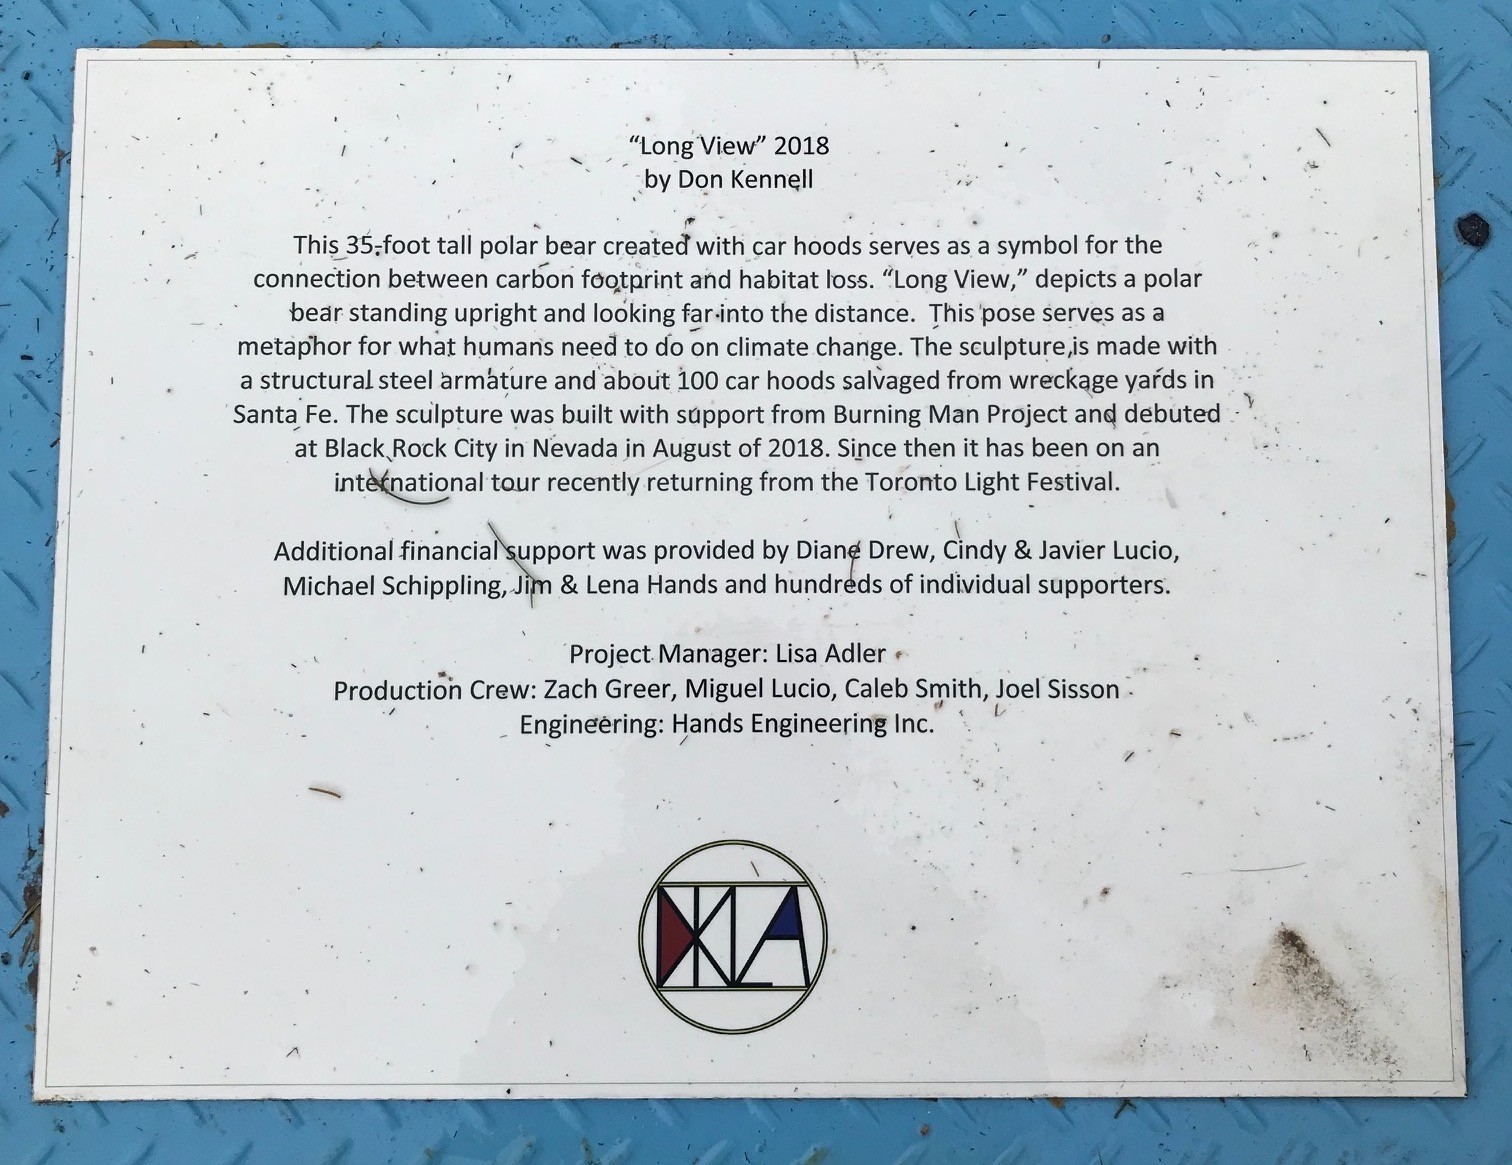 “Long View” 2018
by Don Kennell
This 35-foot tall polar bear created with car hoods serves as a symbol for the
connection between carbon footprint and habitat loss. “Long View,” depicts a polar
bear standing upright and looking far into the distance.  This pose serves as a
metaphor for what humans need to do on climate change. The sculpture is made with
a structural steel armature and about 100 car hoods salvaged from wreckage yards in
Santa Fe. The sculpture was built with support from Burning Man Project and debuted
at Black Rock City in Nevada in August of 2018. Since then it has been on an
international tour recently returning from the Toronto Light Festival.
Additional financial support was provided by Diane Drew, Cindy & Javier Lucio,
Michael Schippling, Jim & Lena Hands and hundreds of individual supporters.
Project Manager: Lisa Adler
Production Crew: Zach Greer, Miguel Lucio, Caleb Smith, Joel Sisson
Engineering: Hands Engineering Inc.
DKLA